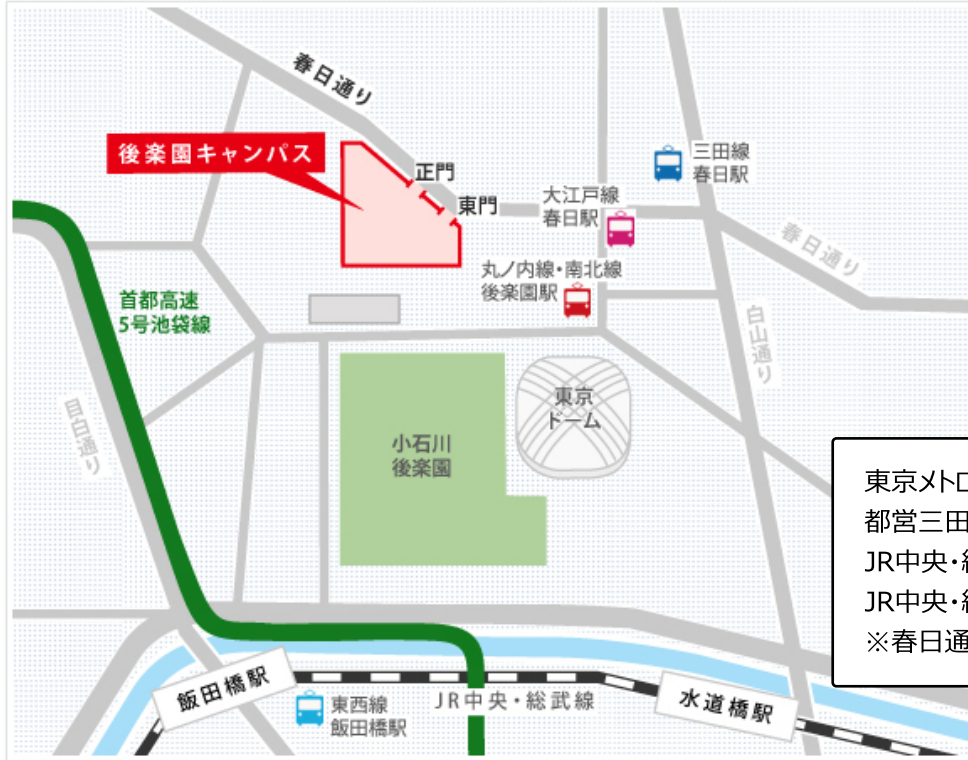 春日通り
後楽園キャンパス
正門
東門
三田線
春日駅
大江戸線
春日駅
春日通り
丸ノ内線・南北線
後楽園駅
首都高速
5号池袋線
白山通り
目白通り
東京
ドーム
小石川
後楽園
東京メトロ
都営三田
JR中央・総
JR中央・総
※春日通
飯田橋駅
東西線
飯田橋駅
JR中央・総武線
水道橋駅